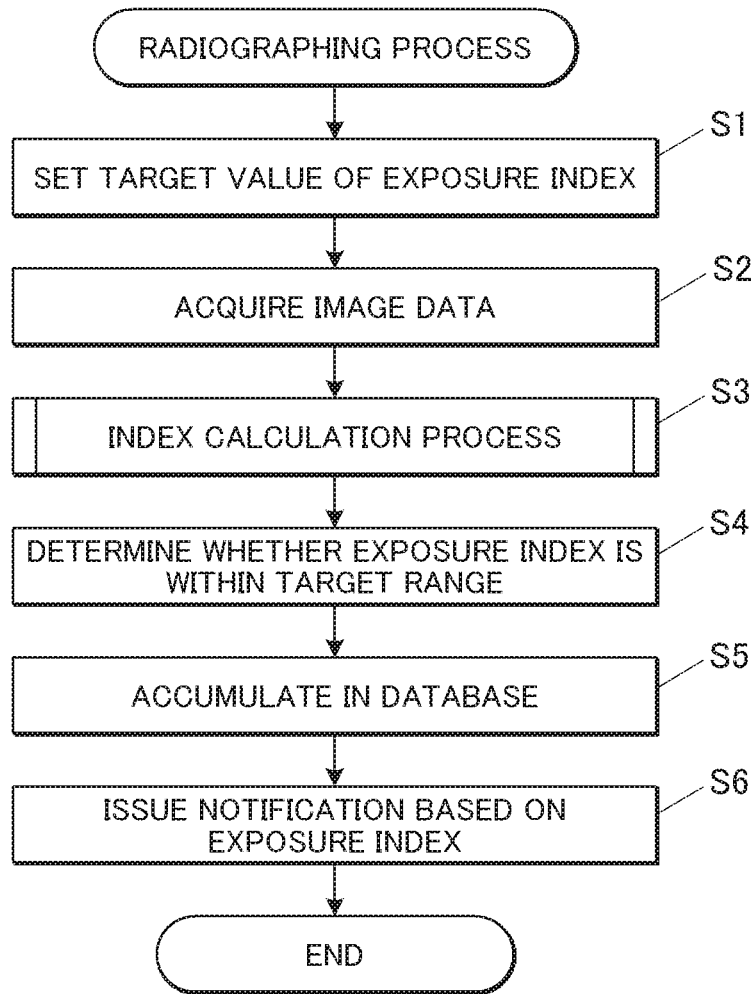 RADIOGRAPHING PROCESS
S1
SET TARGET VALUE OF EXPOSURE INDEX
S2
ACQUIRE IMAGE DATA
S3
INDEX CALCULATION PROCESS
S4
DETERMINE WHETHER EXPOSURE INDEX IS
WITHIN TARGET RANGE
S5
ACCUMULATE IN DATABASE
S6
ISSUE NOTIFICATION BASED ON
EXPOSURE INDEX
END